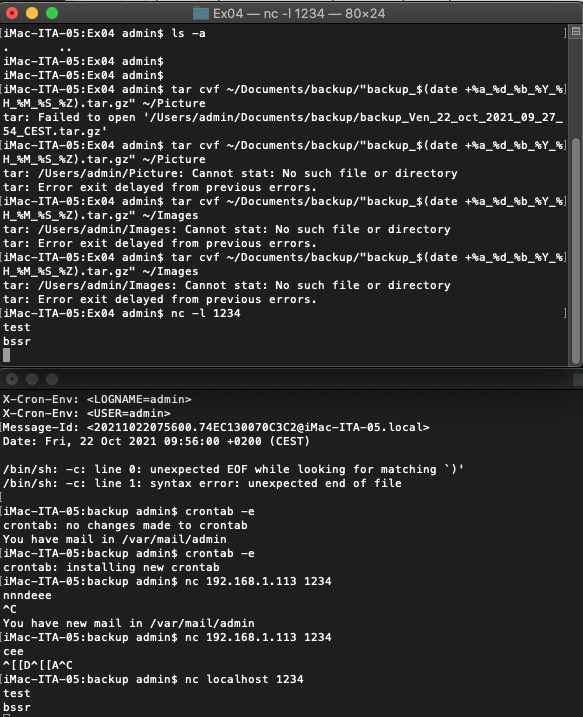 Ex04 — nc -l 1234 — 80×24
[iMac-ITA-05:Ex04 admin$ ls -a ]
. ..
[iMac-ITA-05:Ex04 admin$ ]
[iMac-ITA-05:Ex04 admin$ ]
[iMac-ITA-05:Ex04 admin$ tar cvf ~/Documents/backup/"backup_$(date +%a_%d_%b_%Y_%]
H_%M_%S_%Z).tar.gz" ~/Picture
tar: Failed to open '/Users/admin/Documents/backup/backup_Ven_22_oct_2021_09_27_
54_CEST.tar.gz'
[iMac-ITA-05:Ex04 admin$ tar cvf ~/Documents/backup/"backup_$(date +%a_%d_%b_%Y_%]
H_%M_%S_%Z).tar.gz" ~/Picture
tar: /Users/admin/Picture: Cannot stat: No such file or directory
tar: Error exit delayed from previous errors.
[iMac-ITA-05:Ex04 admin$ tar cvf ~/Documents/backup/"backup_$(date +%a_%d_%b_%Y_%]
H_%M_%S_%Z).tar.gz" ~/Images
tar: /Users/admin/Images: Cannot stat: No such file or directory
tar: Error exit delayed from previous errors.
[iMac-ITA-05:Ex04 admin$ tar cvf ~/Documents/backup/"backup_$(date +%a_%d_%b_%Y_%]
H_%M_%S_%Z).tar.gz" ~/Images
tar: /Users/admin/Images: Cannot stat: No such file or directory
tar: Error exit delayed from previous errors.
[iMac-ITA-05:Ex04 admin$ nc -l 1234 ]
test
bssr
X-Cron-Env: <LOGNAME=admin>
X-Cron-Env: <USER=admin>
[Message-Id: <20211022075600.74EC130070C3C2@iMac-ITA-05.local>
Date: Fri, 22 Oct 2021 09:56:00 +0200 (CEST)
/bin/sh: -c: line 0: unexpected EOF while looking for matching `)'
/bin/sh: -c: line 1: syntax error: unexpected end of file
[
[iMac-ITA-05:backup admin$ crontab -e
crontab: no changes made to crontab
You have mail in /var/mail/admin
[iMac-ITA-05:backup admin$ crontab -e
crontab: installing new crontab
[iMac-ITA-05:backup admin$ nc 192.168.1.113 1234
nnndeee
^C
You have new mail in /var/mail/admin
[iMac-ITA-05:backup admin$ nc 192.168.1.113 1234
cee
^[[D^[[A^C
[iMac-ITA-05:backup admin$ nc localhost 1234
test
bssr